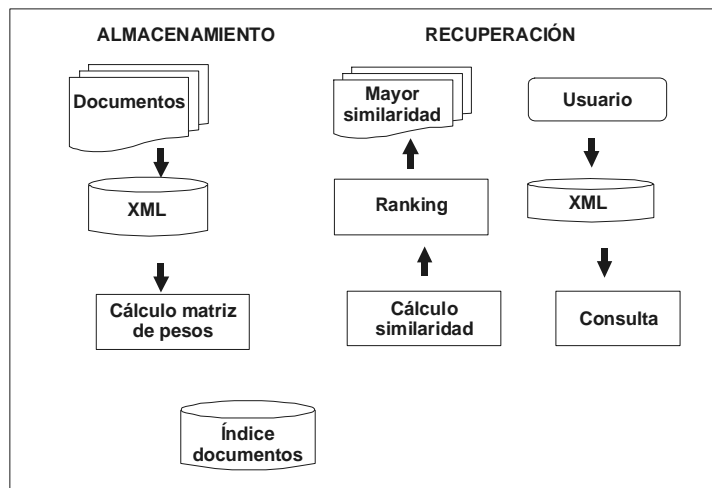 ALMACENAMIENTO
RECUPERACIÓN
Documentos
XML
Cálculo matriz
de pesos
Índice
documentos
Mayor
similaridad
Ranking
Cálculo
similaridad
Usuario
XML
Consulta